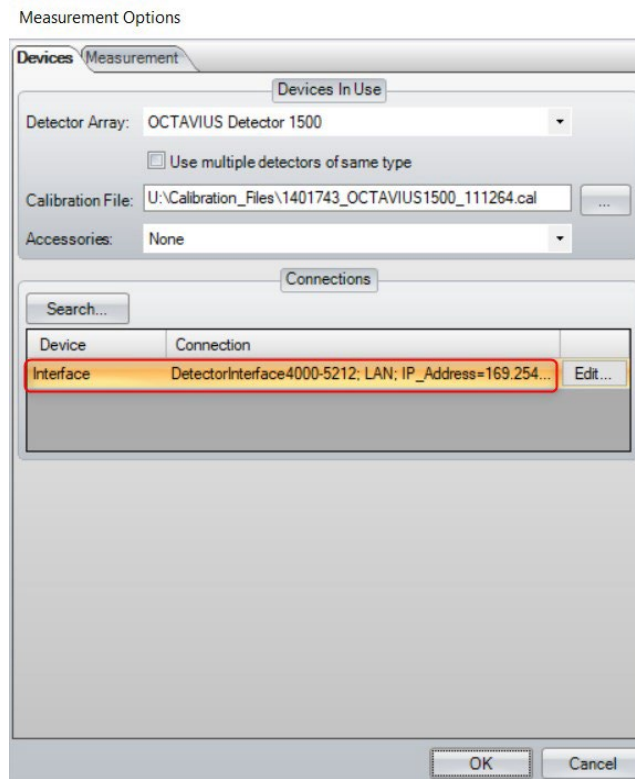 Measurement Options
Devices Measurement
Devices In Use
Detector Array: OCTAVIUS Detector 1500
Use multiple detectors of same type
Calibration File: U:\Calibration_Files\1401743_OCTAVIUS1500_111264.cal ...
Accessories: None
Connections
Search...
Device Connection
Interface DetectorInterface4000-5212; LAN; IP_Address=169.254... Edit...
OK Cancel